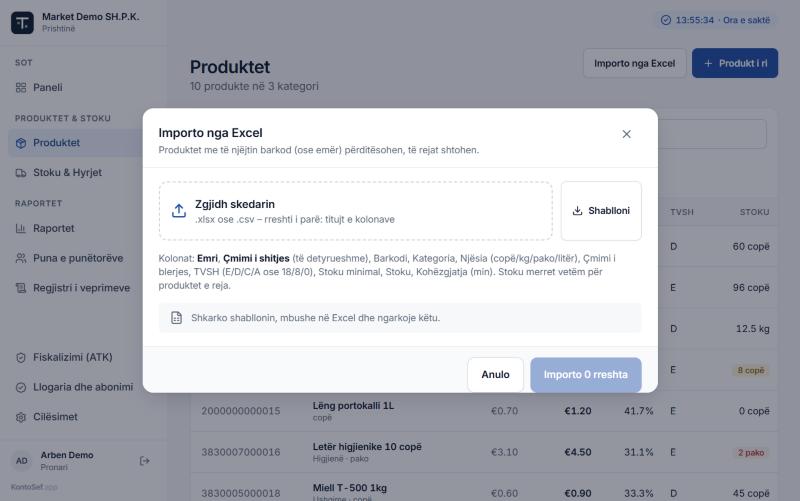 Market Demo SH.P.K.
Prishtinë
SOT
Paneli
PRODUKTET & STOKU
Produktet
Stoku & Hyrjet
RAPORTET
Raportet
Puna e punëtorëve
Regjistri i veprimeve
Fiskalizimi (ATK)
Llogaria dhe abonimi
Cilësimet
AD
Arben Demo
Pronari
KontoSef.app
13:55:34 · Ora e saktë
Produktet
10 produkte në 3 kategori
Importo nga Excel
Produkt i ri
Importo nga Excel
Produktet me të njëjtin barkod (ose emër) përditësohen, të rejat shtohen.
Zgjidh skedarin
.xlsx ose .csv – rreshti i parë: titujt e kolonave
Shablloni
Kolonat: Emri, Çmimi i shitjes (të detyrueshme), Barkodi, Kategoria, Njësia (copë/kg/pako/litër), Çmimi i
blerjes, TVSH (E/D/C/A ose 18/8/0), Stoku minimal, Stoku, Kohëzgjatja (min). Stoku merret vetëm për
produktet e reja.
Shkarko shabllonin, mbushe në Excel dhe ngarkoje këtu.
Anulo
Importo 0 rreshta
TVSH STOKU
D 60 copë
E 96 copë
D 12.5 kg
E 8 copë
2000000000015 Lëng portokalli 1L €0.70 €1.20 41.7% E 0 copë
copë
3830007000016 Letër higjienike 10 copë €3.10 €4.50 31.1% E 2 pako
Higjienë · pako
3830005000018 Miell T-500 1kg €0.60 €0.90 33.3% D 45 copë
Ushqime · copë